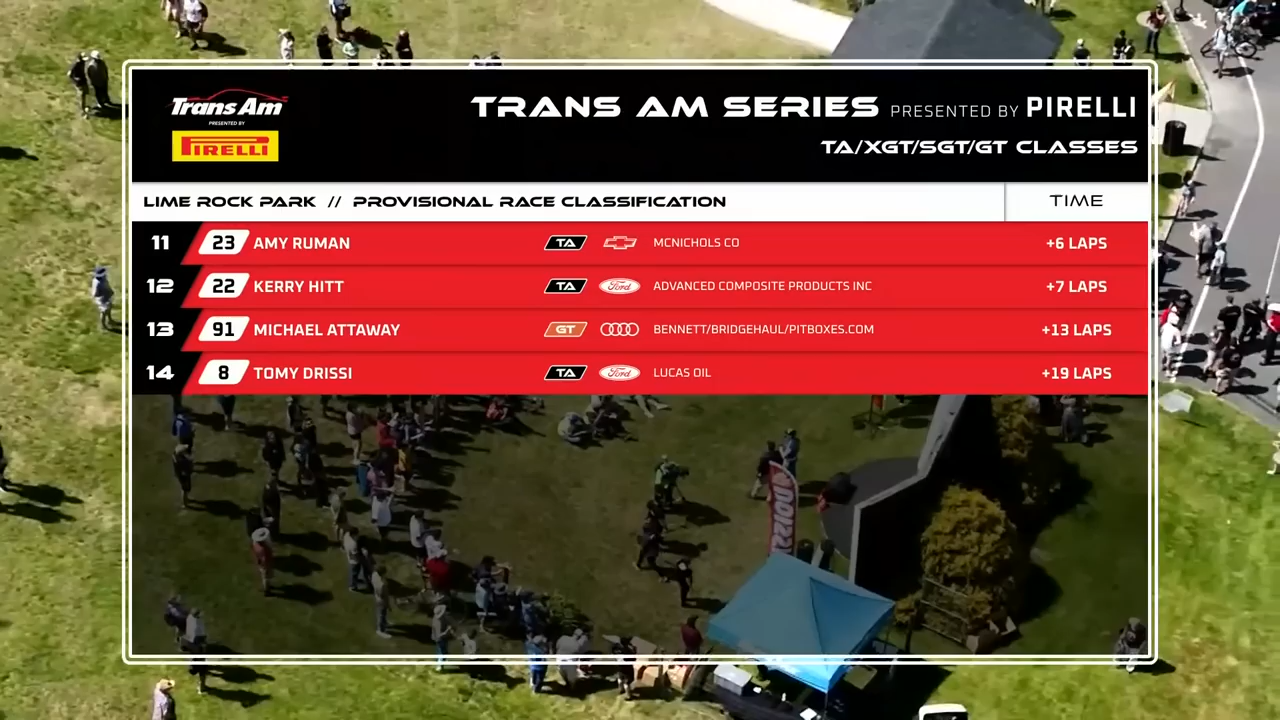 Trans Am
PRESENTED BY
PIRELLI
TRANS AM SERIES PRESENTED BY PIRELLI
TA/XGT/SGT/GT CLASSES
LIME ROCK PARK // PROVISIONAL RACE CLASSIFICATION TIME
11 23 AMY RUMAN TA MCNICHOLS CO +6 LAPS
12 22 KERRY HITT TA Ford ADVANCED COMPOSITE PRODUCTS INC +7 LAPS
13 91 MICHAEL ATTAWAY GT BENNETT/BRIDGEHAUL/PITBOXES.COM +13 LAPS
14 8 TOMY DRISSI TA Ford LUCAS OIL +19 LAPS